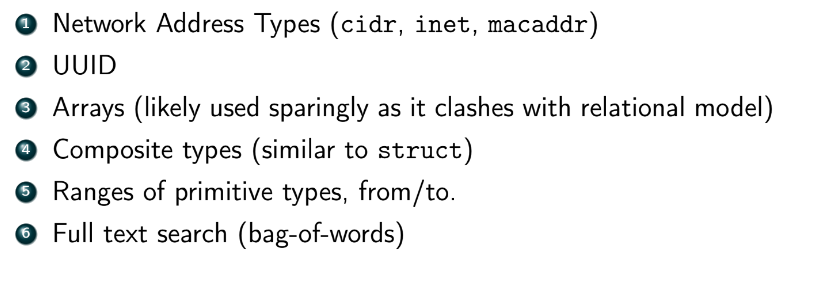 1 Network Address Types (cidr, inet, macaddr)
2 UUID
3 Arrays (likely used sparingly as it clashes with relational model)
4 Composite types (similar to struct)
5 Ranges of primitive types, from/to.
6 Full text search (bag-of-words)